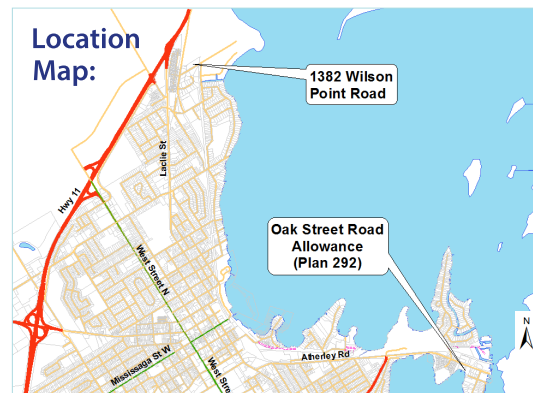 Location
Map:
1382 Wilson
Point Road
Laclie St
Hwy 11
West Street N
Oak Street Road
Allowance
(Plan 292)
N
Atherley Rd
Mississaga St W
West Stre